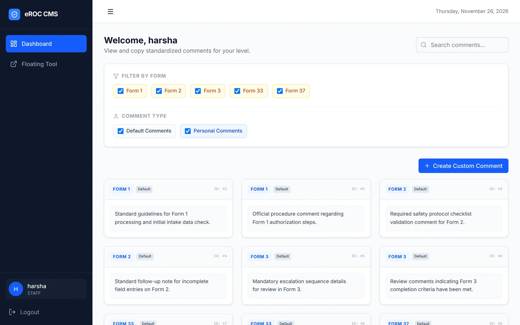 eROC CMS
Thursday, November 26, 2026
Dashboard
Floating Tool
Welcome, harsha
View and copy standardized comments for your level.
Search comments...
FILTER BY FORM
Form 1
Form 2
Form 3
Form 33
Form 37
COMMENT TYPE
Default Comments
Personal Comments
+ Create Custom Comment
FORM 1 Default
Standard guidelines for Form 1
processing and initial intake data check.
FORM 1 Default
Official procedure comment regarding
Form 1 authorization steps.
FORM 2 Default
Required safety protocol checklist
validation comment for Form 2.
FORM 2 Default
Standard follow-up note for incomplete
field entries on Form 2.
FORM 3 Default
Mandatory escalation sequence details
for review in Form 3.
FORM 3 Default
Review comments indicating Form 3
completion criteria have been met.
FORM 33 Default
FORM 33 Default
FORM 37 Default
H
harsha
STAFF
Logout